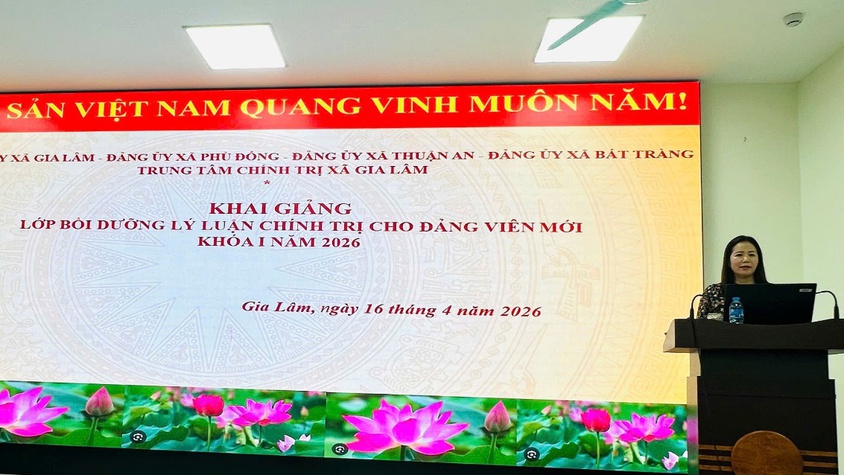 SẢN VIỆT NAM QUANG VINH MUÔN NĂM!
XÃ GIA LÂM - ĐẢNG ỦY XÃ PHÙ ĐỔNG - ĐẢNG ỦY XÃ THUẬN AN - ĐẢNG ỦY XÃ BÁT TRÀNG
TRUNG TÂM CHÍNH TRỊ XÃ GIA LÂM
*
KHAI GIẢNG
LỚP BỒI DƯỠNG LÝ LUẬN CHÍNH TRỊ CHO ĐẢNG VIÊN MỚI
KHÓA I NĂM 2026
Gia Lâm, ngày 16 tháng 4 năm 2026